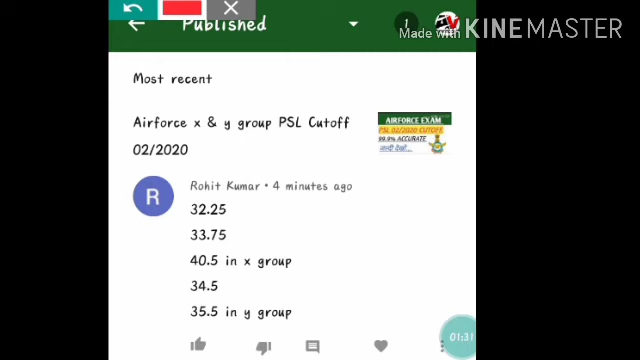 Published
1
Made with KINEMASTER
Most recent
Airforce x & y group PSL Cutoff
02/2020
AIRFORCE EXAM
PSL 02/2020 CUTOFF
99.9% ACCURATE
जल्दी देखो...
R
Rohit Kumar • 4 minutes ago
32.25
33.75
40.5 in x group
34.5
35.5 in y group
01:31